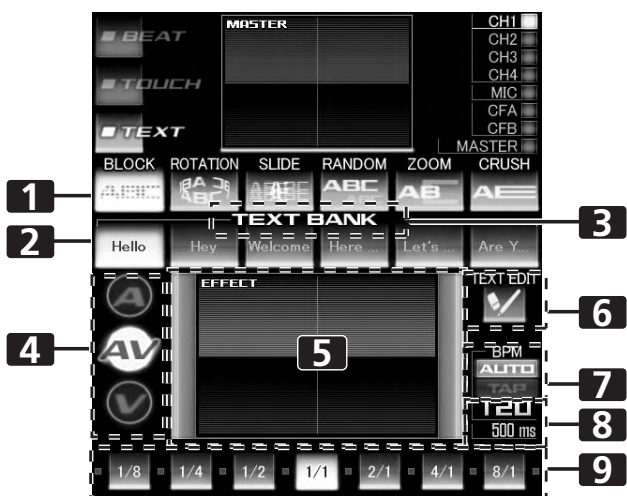 BEAT
TOUCH
TEXT
MASTER
CH1
CH2
CH3
CH4
MIC
CFA
CFB
MASTER
BLOCK ROTATION SLIDE RANDOM ZOOM CRUSH
1
ABC
AB
TEXT BANK
3
2
Hello Hey Welcome Here ... Let's ... Are Y...
4
A
AV
V
EFFECT
5
TEXT EDIT
6
BPM
AUTO
TAP
7
120
500 ms
8
1/8 1/4 1/2 1/1 2/1 4/1 8/1
9